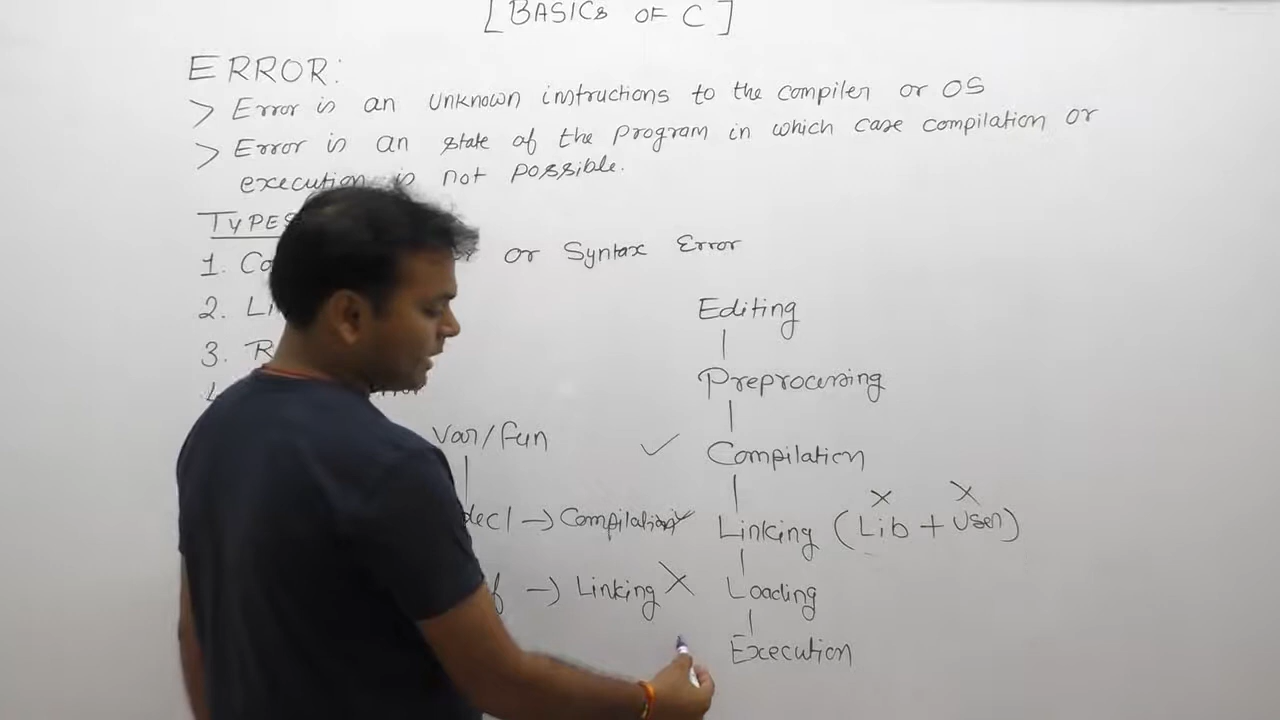 [BASICS OF C]
ERROR:
> Error is an unknown instructions to the compiler or OS
> Error is an state of the program in which case compilation or
execution is not possible.
TYPES
1. or Syntax Error
2.
3.
Editing
Preprocessing
Var/fun
✓ Compilation
decl → Compilation ✓
Linking (Lib + User)
X X
→ Linking X
Loading
Execution